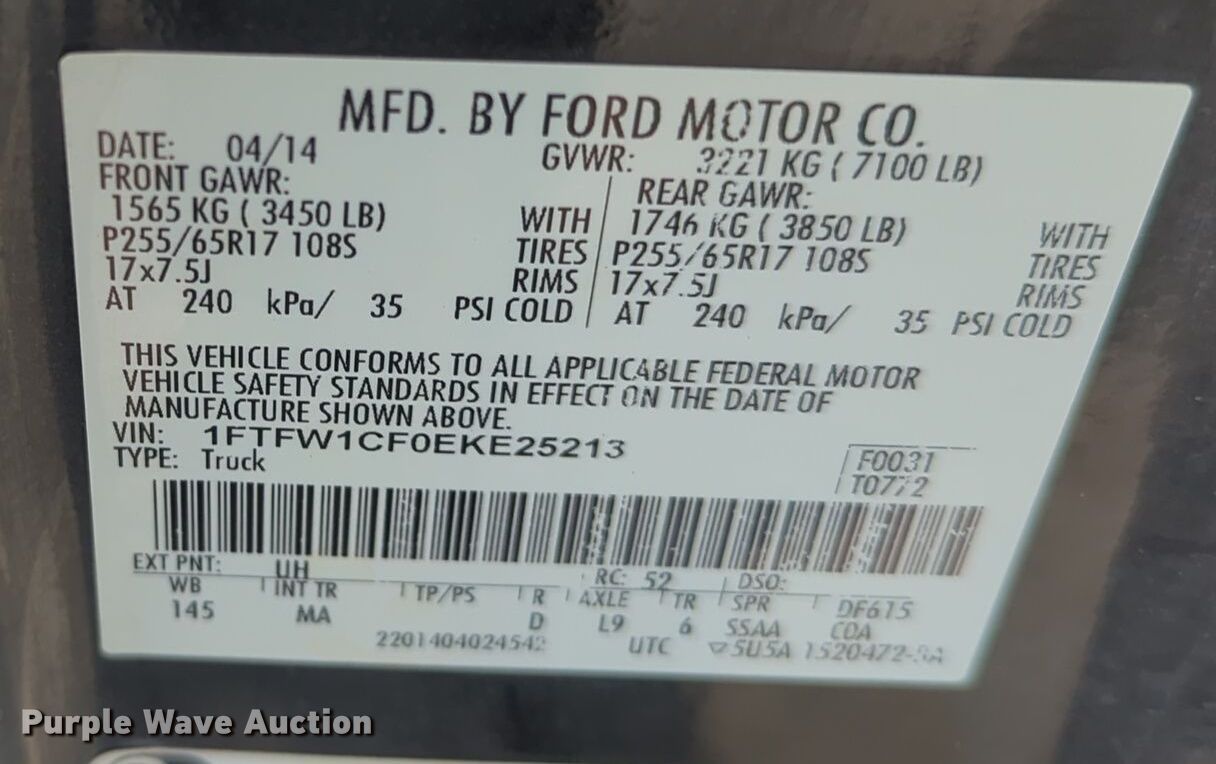 MFD. BY FORD MOTOR CO.
DATE: 04/14 GVWR: 3221 KG ( 7100 LB)
FRONT GAWR: REAR GAWR:
1565 KG ( 3450 LB) WITH 1746 KG ( 3850 LB) WITH
P255/65R17 108S TIRES P255/65R17 108S TIRES
17x7.5J RIMS 17x7.5J RIMS
AT 240 kPa/ 35 PSI COLD AT 240 kPa/ 35 PSI COLD
THIS VEHICLE CONFORMS TO ALL APPLICABLE FEDERAL MOTOR
VEHICLE SAFETY STANDARDS IN EFFECT ON THE DATE OF
MANUFACTURE SHOWN ABOVE.
VIN: 1FTFW1CF0EKE25213
TYPE: Truck
F0031
T0772
EXT PNT: UH RC: 52 DSO:
WB INT TR TP/PS R AXLE TR SPR DF615
145 MA D L9 6 SSAA CDA
2201404024542 UTC ▽5U5A
Purple Wave Auction